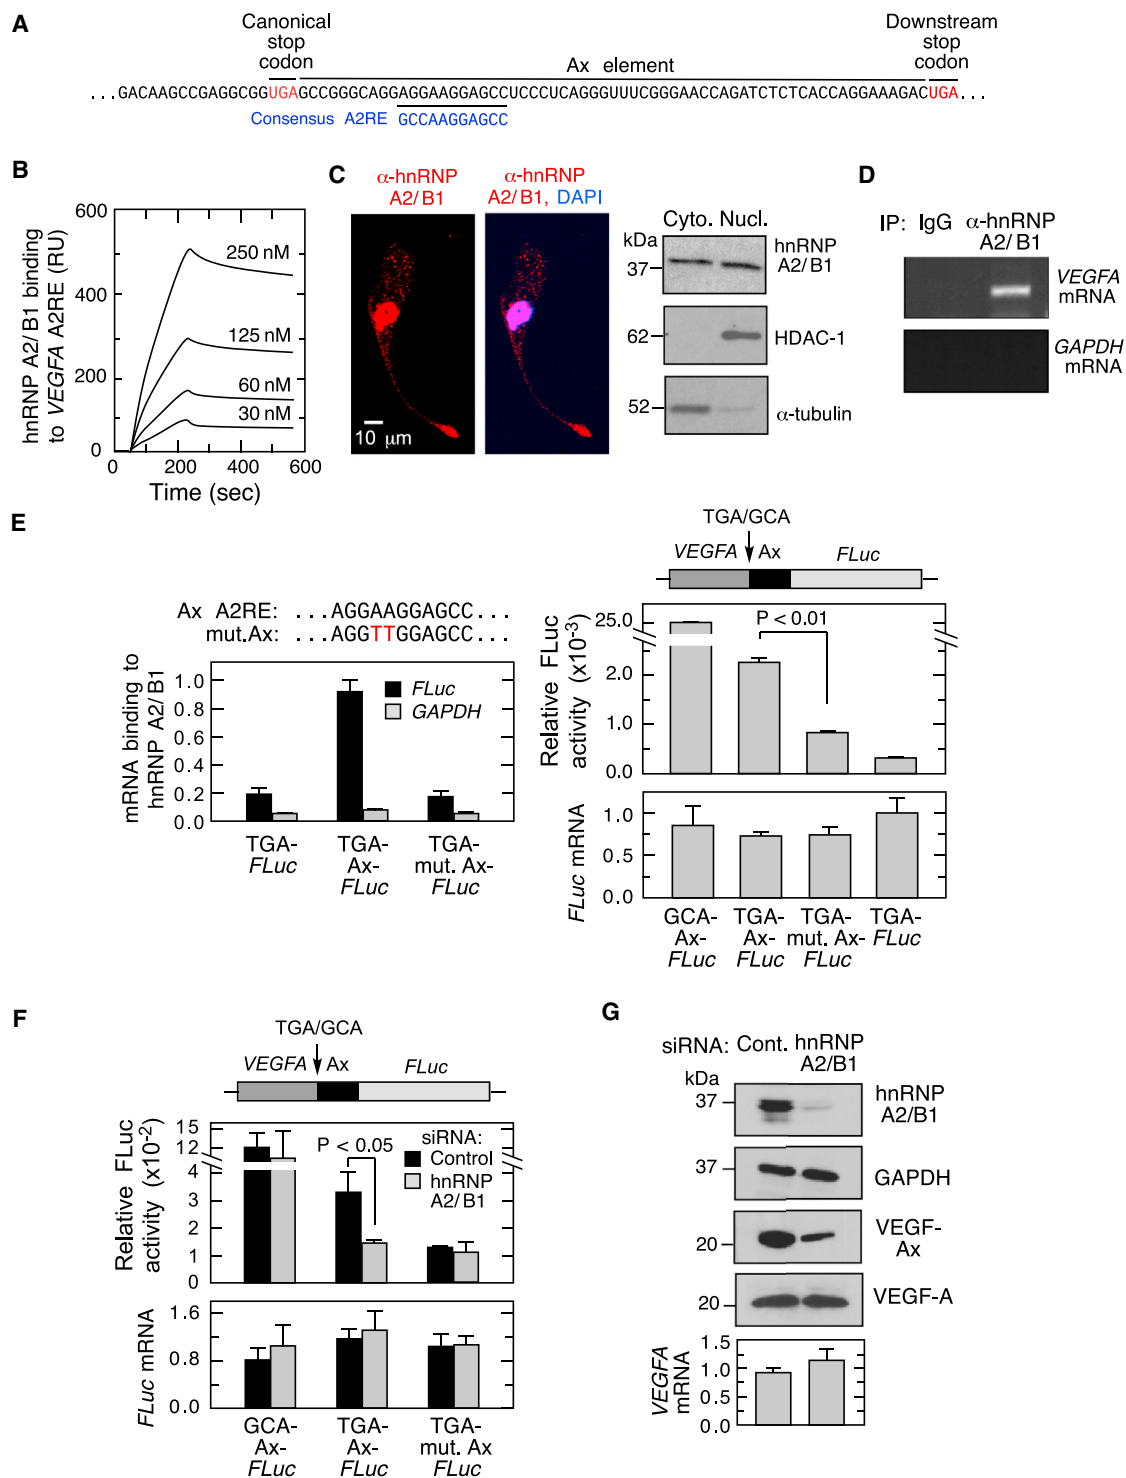 A
Canonical
stop
codon
Downstream
stop
codon
Ax element
...GACAAGCCGAGGCGGUGAGCCGGGCAGGAGGAAGGAGCCUCCCUCAGGGUUUCGGGAACCAGAUCUCUCACCAGGAAAGACUGA...
Consensus A2RE GCCAAGGAGCC
B
hnRNP A2/B1 binding
to VEGFA A2RE (RU)
600
400
200
0
250 nM
125 nM
60 nM
30 nM
0 200 400 600
Time (sec)
C
α-hnRNP
A2/B1
α-hnRNP
A2/B1, DAPI
10 μm
Cyto. Nucl.
kDa
37
hnRNP
A2/B1
62
HDAC-1
52
α-tubulin
D
IP: IgG α-hnRNP
A2/B1
VEGFA
mRNA
GAPDH
mRNA
E
Ax A2RE: ...AGGAAGGAGCC...
mut.Ax: ...AGGTTGGAGCC...
mRNA binding to
hnRNP A2/B1
1.0
0.8
0.6
0.4
0.2
0.0
FLuc
GAPDH
TGA-
FLuc
TGA-
Ax-
FLuc
TGA-
mut. Ax-
FLuc
TGA/GCA
VEGFA Ax FLuc
Relative FLuc
activity (x10-3)
25.0
2.0
1.0
0.0
P < 0.01
FLuc mRNA
1.0
0.5
0.0
GCA-
Ax-
FLuc
TGA-
Ax-
FLuc
TGA-
mut. Ax-
FLuc
TGA-
FLuc
F
TGA/GCA
VEGFA Ax FLuc
Relative FLuc
activity (x10-2)
15
12
4
3
2
1
0
P < 0.05
siRNA:
Control
hnRNP
A2/B1
FLuc mRNA
1.6
0.8
0.0
GCA-
Ax-
FLuc
TGA-
Ax-
FLuc
TGA-
mut. Ax
FLuc
G
siRNA: Cont. hnRNP
A2/B1
kDa
37
hnRNP
A2/B1
37
GAPDH
20
VEGF-
Ax
20
VEGF-A
VEGFA
mRNA
1.5
1.0
0.5
0.0